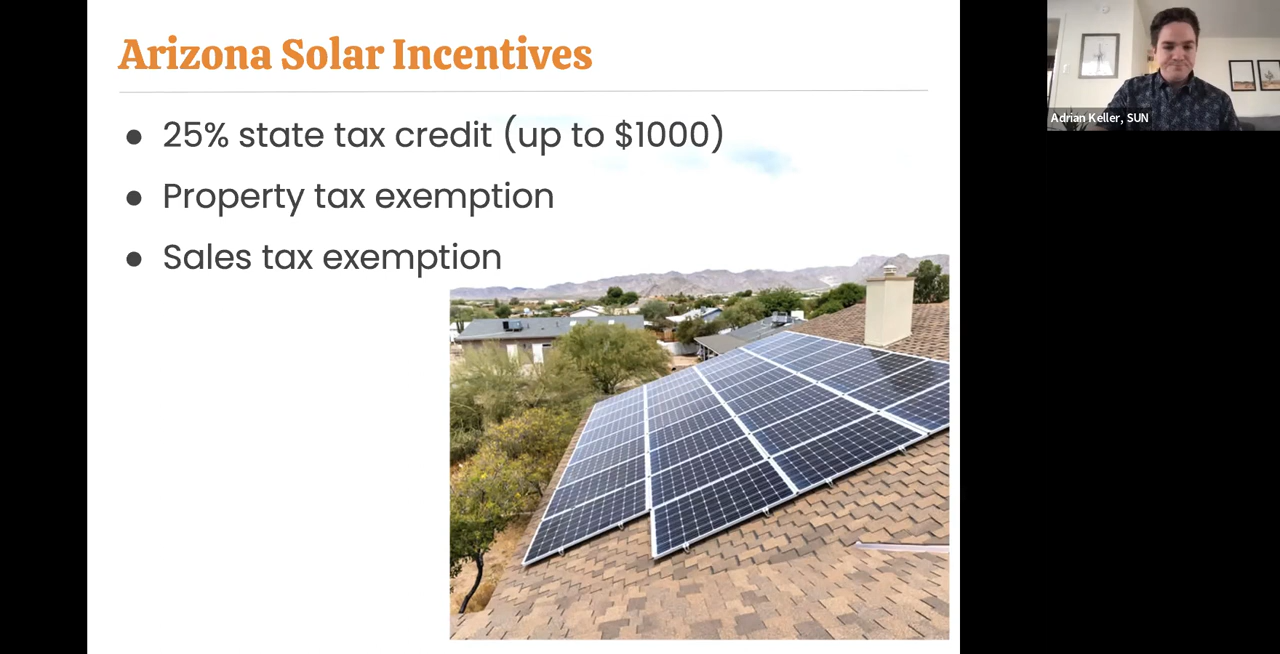 Arizona Solar Incentives
● 25% state tax credit (up to $1000)
● Property tax exemption
● Sales tax exemption
Adrian Keller, SUN